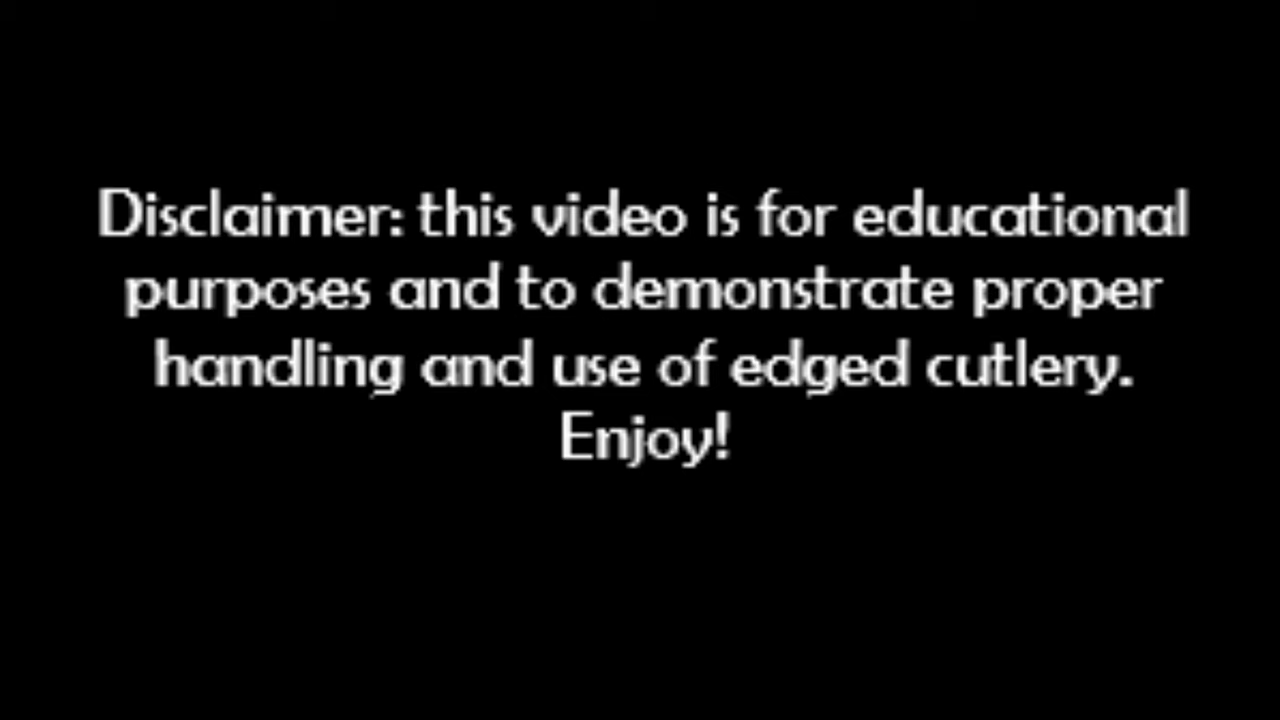 Disclaimer: this video is for educational
purposes and to demonstrate proper
handling and use of edged cutlery.
Enjoy!